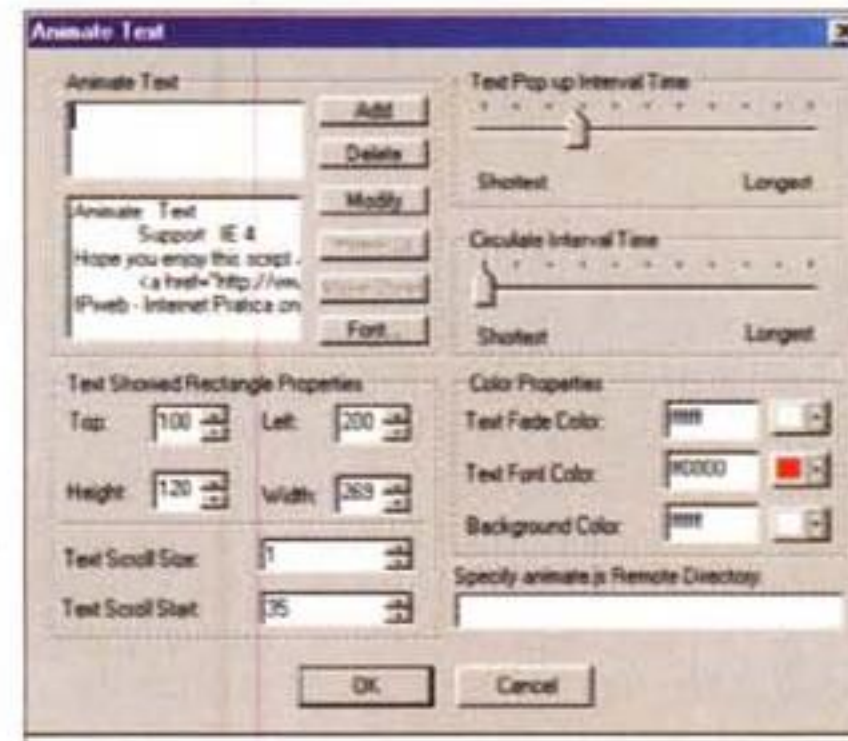 Animate Text
Animate Text
Add
Delete
Modify
Font...
Animate Text
Support IE 4
Hope you enjoy this script -
<a href="http://
IPweb - Internet Pratica on
Text Pop up Interval Time
Shortest Longest
Circulate Interval Time
Shortest Longest
Text Showed Rectangle Properties
Top: 100 Left: 200
Height: 120 Width: 269
Text Scroll Size: 1
Text Scroll Start: 35
Color Properties
Text Fade Color: ffffff
Text Font Color: ff0000
Background Color: ffffff
Specify animate.js Remote Directory
OK Cancel